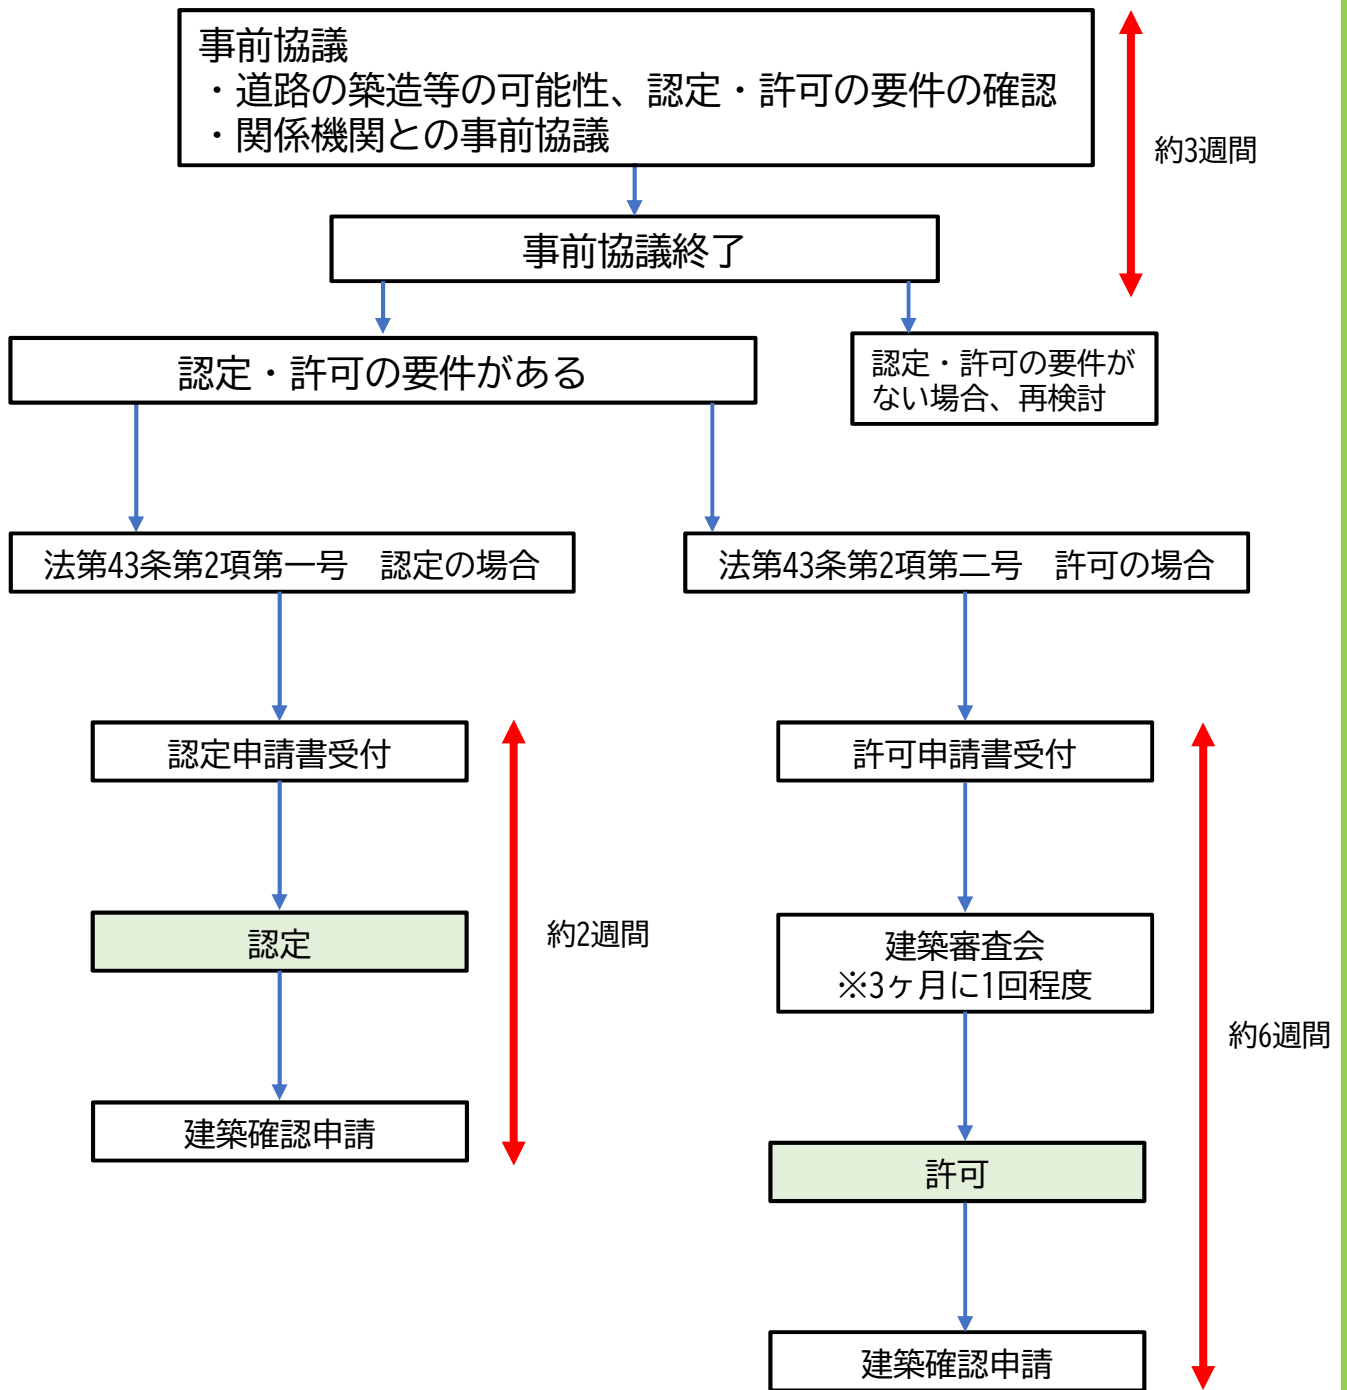 事前協議
・道路の築造等の可能性、認定・許可の要件の確認
・関係機関との事前協議
約3週間
事前協議終了
認定・許可の要件がある
認定・許可の要件が
ない場合、再検討
法第43条第2項第一号　認定の場合
法第43条第2項第二号　許可の場合
認定申請書受付
許可申請書受付
認定
約2週間
建築審査会
※3ヶ月に1回程度
約6週間
建築確認申請
許可
建築確認申請